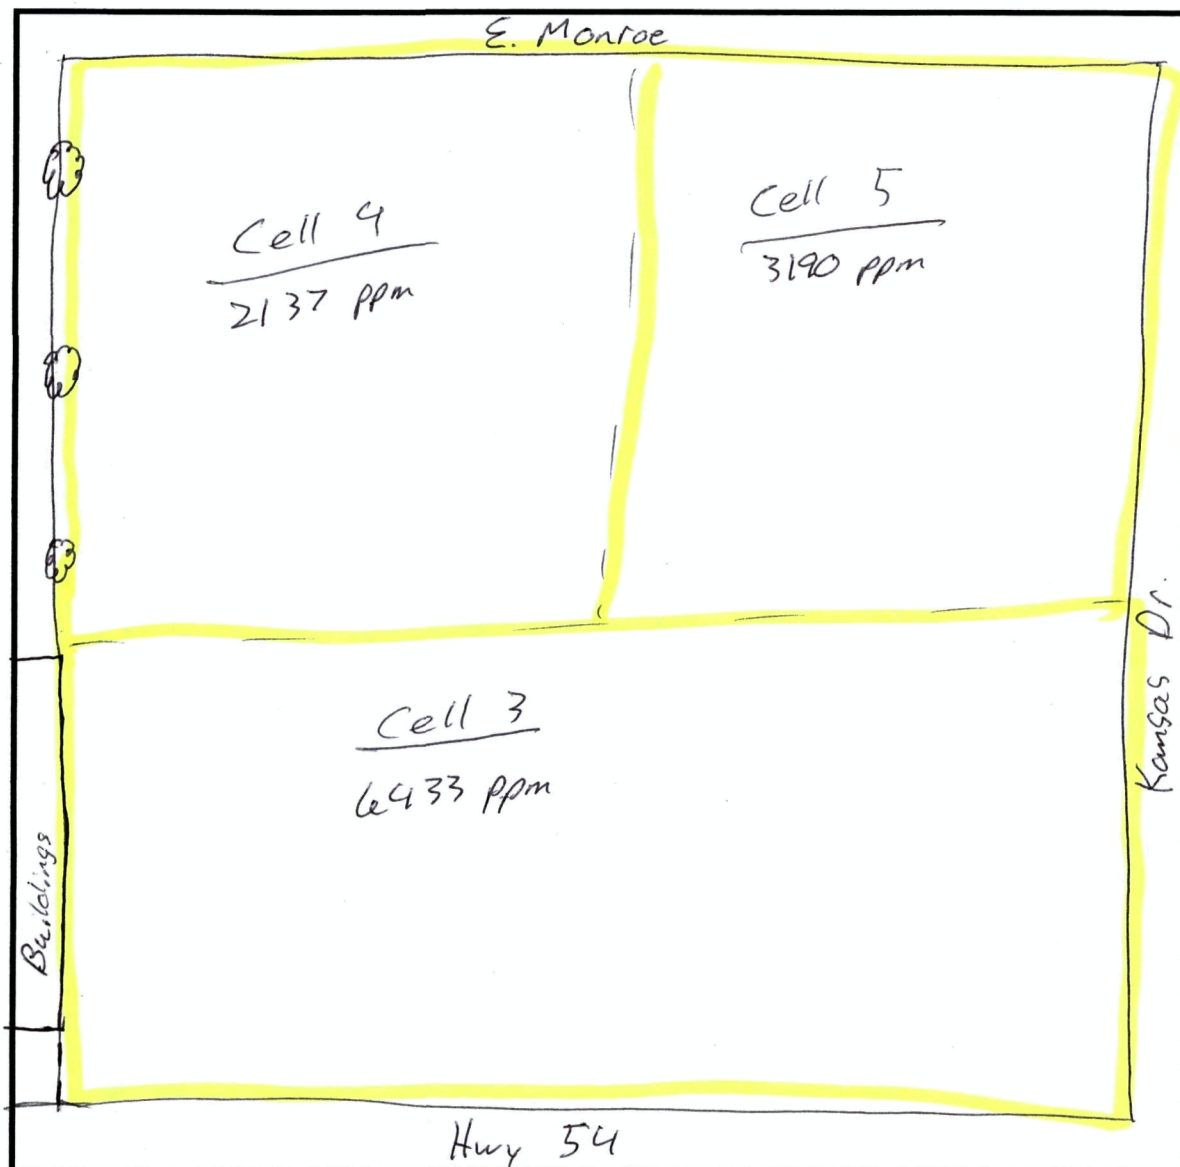 E. Monroe
Cell 4
2137 ppm
Cell 5
3190 ppm
Cell 3
6433 ppm
Buildings
Kansas Dr.
Hwy 54